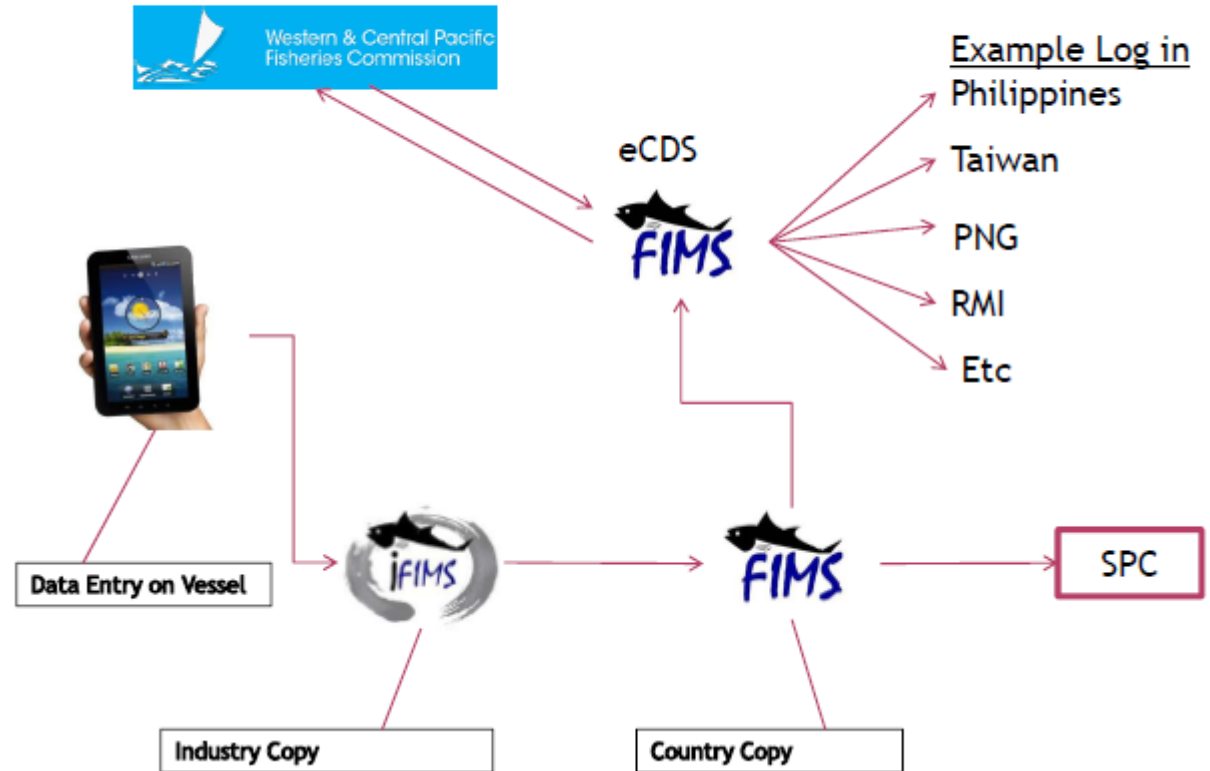 Western & Central Pacific
Fisheries Commission
Example Log in
Philippines
eCDS
Taiwan
FIMS
PNG
RMI
Etc
iFIMS
FIMS
SPC
Data Entry on Vessel
Industry Copy
Country Copy